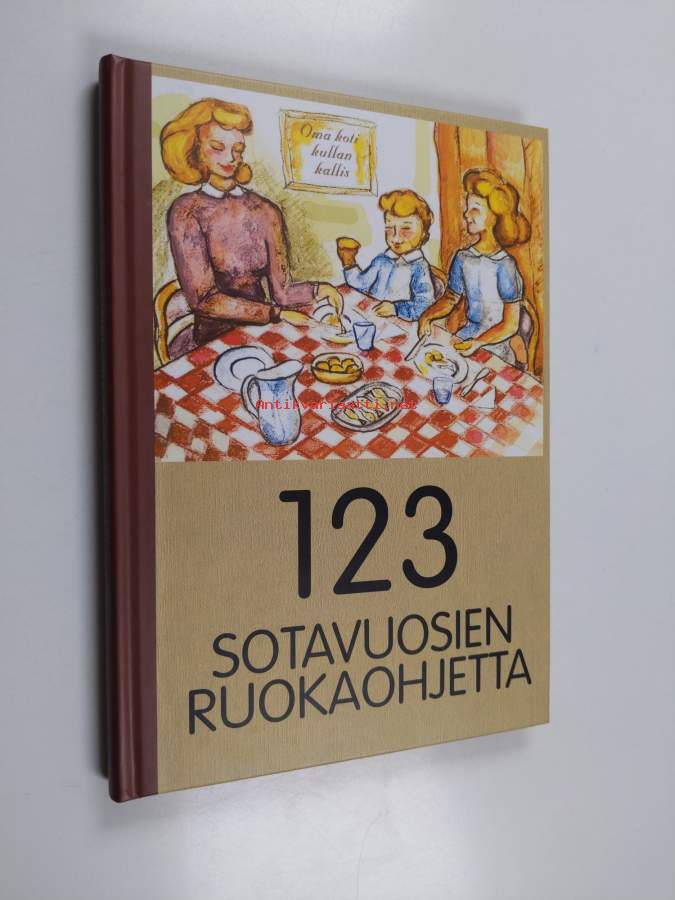 Oma koti
kullan
kallis
Antikvariaatti.net
123
SOTAVUOSIEN
RUOKAOHJETTA